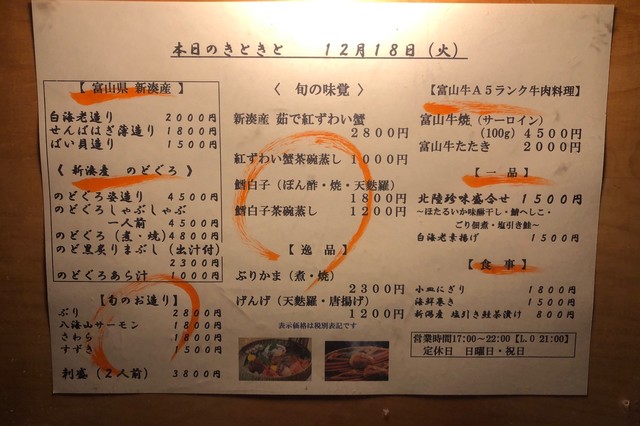 本日のきときと　１２月１８日（火）
【 富山県 新湊産 】
白海老造り　２０００円
せんばはぎ薄造り　１８００円
ばい貝造り　１５００円
《 新湊産　のどぐろ 》
のどぐろ姿造り　４５００円
のどぐろしゃぶしゃぶ
一人前　４５００円
のどぐろ（煮・焼）４８００円
のど黒炙りまぶし（出汁付）
２３００円
のどぐろあら汁　１０００円
【旬のお造り】
ぶり　２８００円
八海山サーモン　１８００円
さわら　１８００円
すずき　１５００円
利盛（２人前）　３８００円
〈　旬の味覚　〉
新湊産　茹で紅ずわい蟹
２８００円
紅ずわい蟹茶碗蒸し　１０００円
鱈白子（ぽん酢・焼・天麩羅）
１８００円
鱈白子茶碗蒸し　１２００円
【 逸　品 】
ぶりかま（煮・焼）
２３００円
げんげ（天麩羅・唐揚げ）
１２００円
表示価格は税別表記です
【富山牛Ａ５ランク牛肉料理】
富山牛焼（サーロイン）
（100g）４５００円
富山牛たたき　２０００円
【 一　品 】
北陸珍味盛合せ　１５００円
～ほたるいか味醂干し・鯖へしこ・
ごり佃煮・塩引き鮭～
白海老素揚げ　１５００円
【 食　事 】
小皿にぎり　１８００円
海鮮巻き　１５００円
新潟産 塩引き鮭茶漬け　８００円
営業時間17:00～22:00【L.O 21:00】
定休日　日曜日・祝日